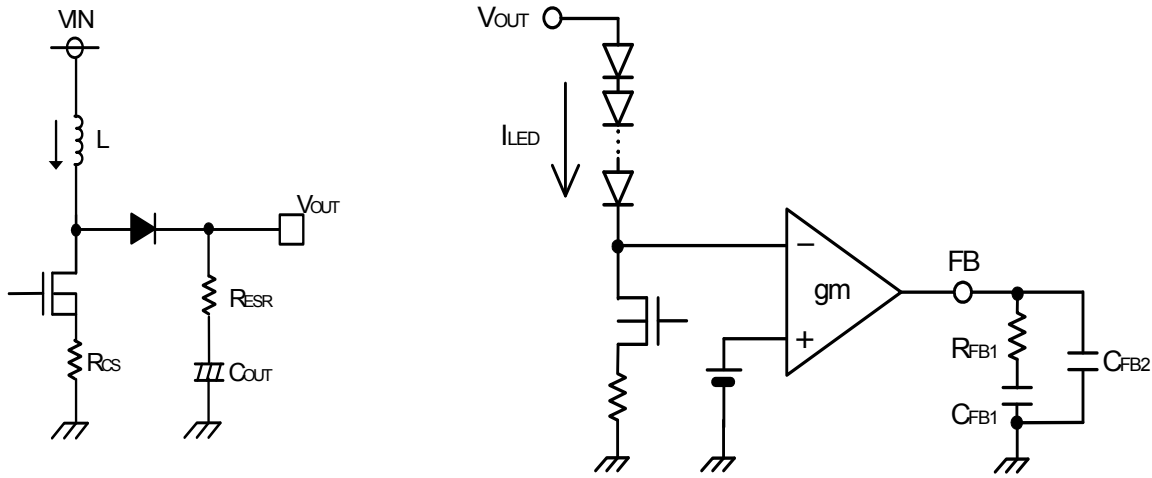 VIN
L
VOUT
RESR
RCS
COUT
VOUT
ILED
−
gm
+
FB
RFB1
CFB2
CFB1